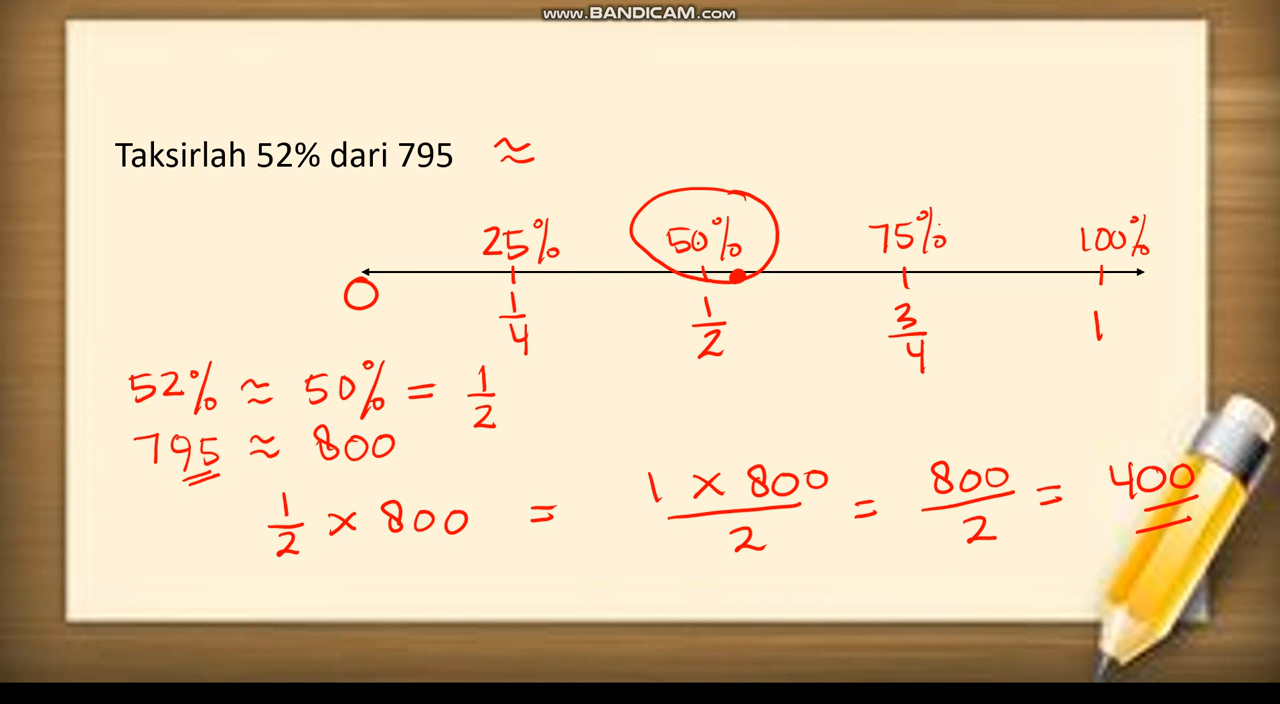 www.BANDICAM.com
Taksirlah 52% dari 795 ≈
25% 50% 75% 100%
0 1/4 1/2 3/4 1
52% ≈ 50% = 1/2
795 ≈ 800
1/2 × 800 = 1 × 800/2 = 800/2 = 400